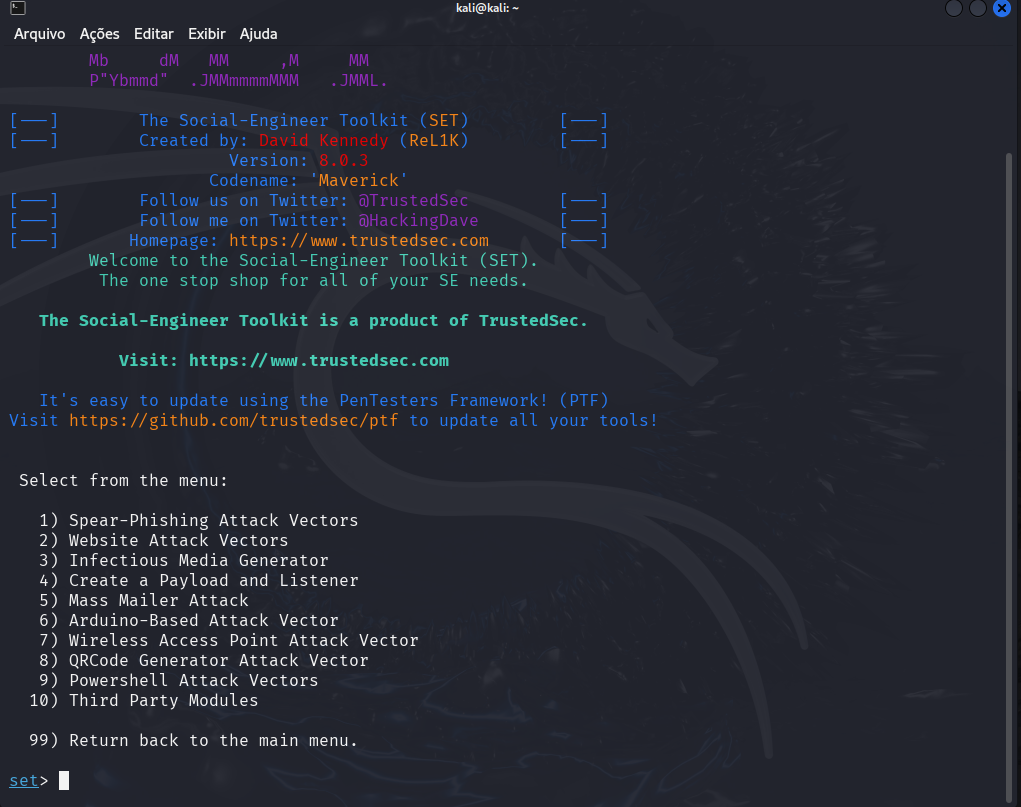 kali@kali: ~
Arquivo Ações Editar Exibir Ajuda
Mb dM MM ,M MM
P"Ybmmd" .JMMmmmmMMM .JMML.
[---] The Social-Engineer Toolkit (SET) [---]
[---] Created by: David Kennedy (ReL1K) [---]
Version: 8.0.3
Codename: 'Maverick'
[---] Follow us on Twitter: @TrustedSec [---]
[---] Follow me on Twitter: @HackingDave [---]
[---] Homepage: https://www.trustedsec.com [---]
Welcome to the Social-Engineer Toolkit (SET).
The one stop shop for all of your SE needs.
The Social-Engineer Toolkit is a product of TrustedSec.
Visit: https://www.trustedsec.com
It's easy to update using the PenTesters Framework! (PTF)
Visit https://github.com/trustedsec/ptf to update all your tools!
Select from the menu:
1) Spear-Phishing Attack Vectors
2) Website Attack Vectors
3) Infectious Media Generator
4) Create a Payload and Listener
5) Mass Mailer Attack
6) Arduino-Based Attack Vector
7) Wireless Access Point Attack Vector
8) QRCode Generator Attack Vector
9) Powershell Attack Vectors
10) Third Party Modules
99) Return back to the main menu.
set>